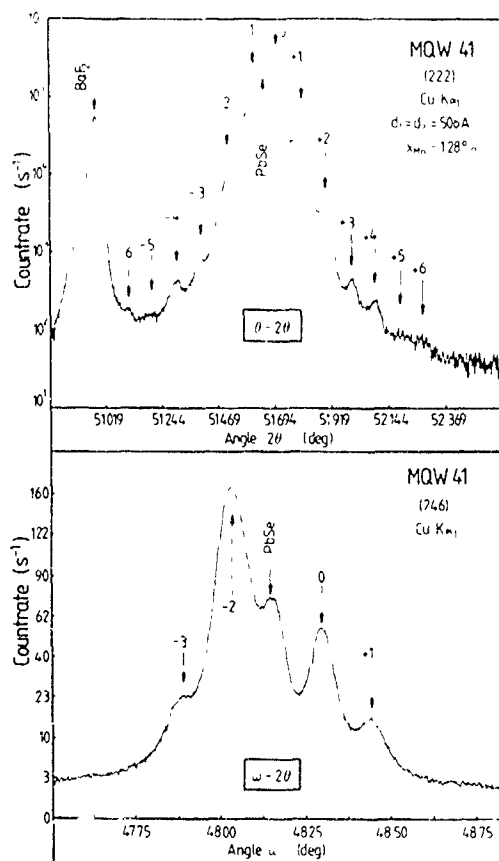 MQW 41
(222)
Cu Kα1
BaF2
PbSe
1
0
+1
2
+2
-3
+3
-4
+4
-5
+5
-6
+6
Countrate (s⁻¹)
θ-2θ
51019 51244 51469 51694 51919 52144 52369
Angle 2θ (deg)
MQW 41
(246)
Cu Kα1
160
122
90
62
40
23
10
3
Countrate (s⁻¹)
-3
-2
PbSe
0
+1
ω-2θ
4775 4800 4825 4850 4875
Angle (deg)